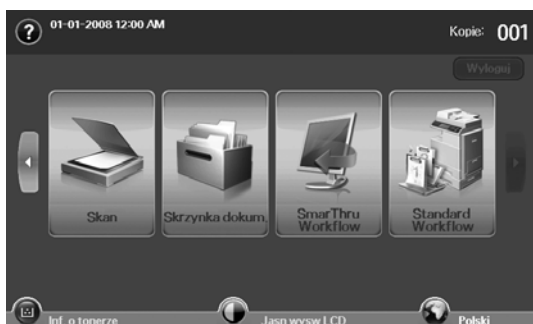 01-01-2008 12:00 AM
Kopie: 001
Wyloguj
Skan
Skrzynka dokum.
SmarThru
Workflow
Standard
Workflow
Inf. o tonerze
Jasn wysw LCD
Polski